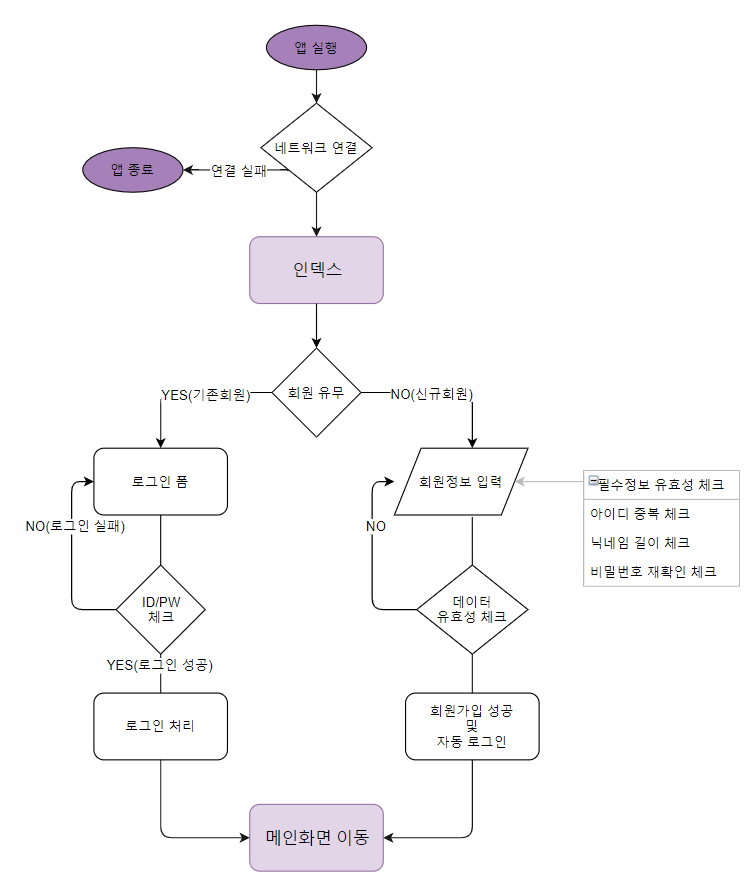 앱 실행
네트워크 연결
연결 실패
앱 종료
인덱스
회원 유무
YES(기존회원)
NO(신규회원)
로그인 폼
회원정보 입력
필수정보 유효성 체크
아이디 중복 체크
닉네임 길이 체크
비밀번호 재확인 체크
NO(로그인 실패)
NO
ID/PW
체크
데이터
유효성 체크
YES(로그인 성공)
로그인 처리
회원가입 성공
및
자동 로그인
메인화면 이동